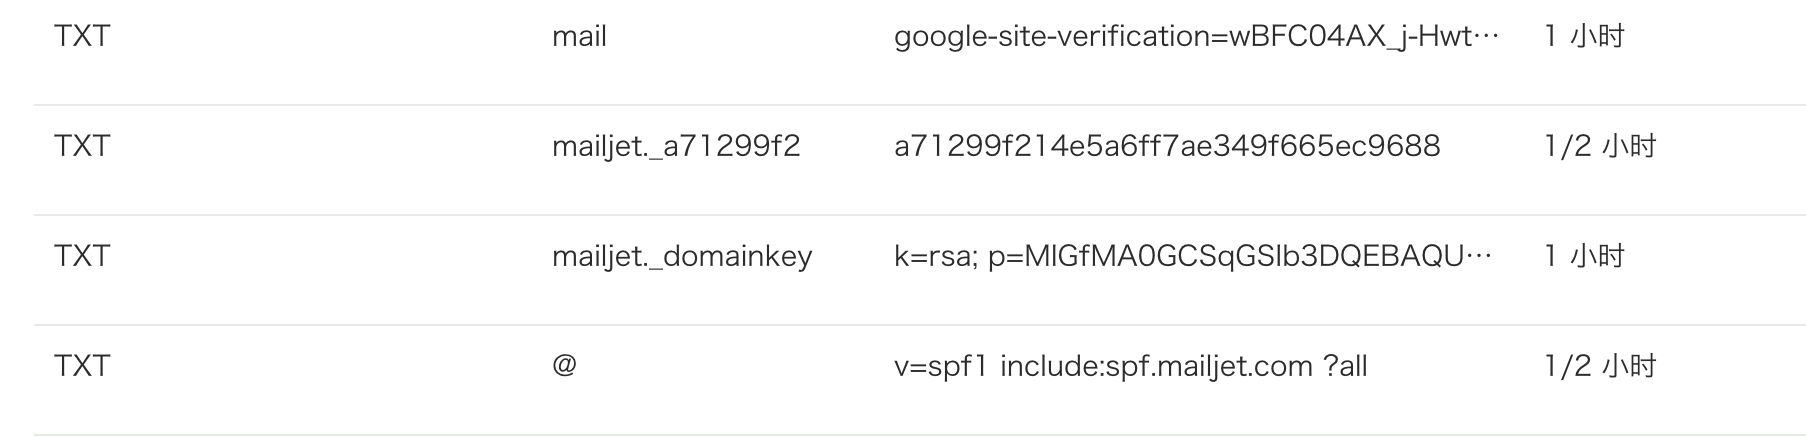 TXT mail google-site-verification=wBFC04AX_j-Hwt… 1 小时
TXT mailjet._a71299f2 a71299f214e5a6ff7ae349f665ec9688 1/2 小时
TXT mailjet._domainkey k=rsa; p=MIGfMA0GCSqGSIb3DQEBAQU… 1 小时
TXT @ v=spf1 include:spf.mailjet.com ?all 1/2 小时